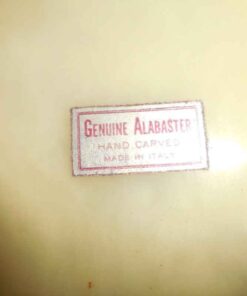 GENUINE ALABASTER
HAND CARVED
MADE IN ITALY